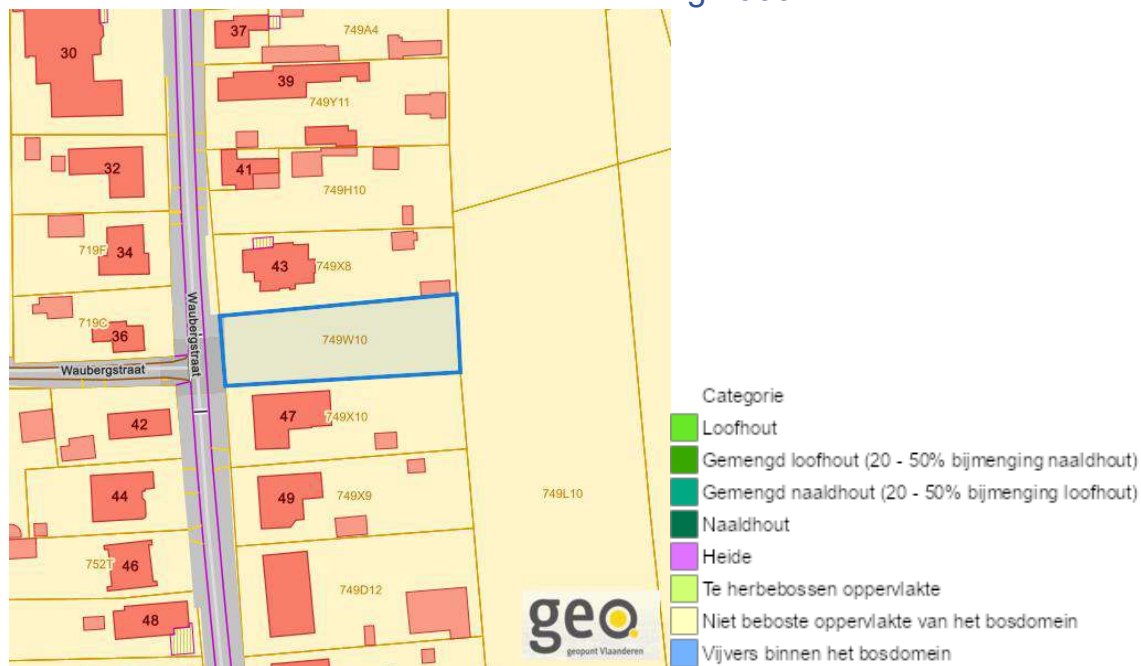 37
749A4
30
39
749Y11
41
32
749H10
719F
34
43
749X8
719C
36
Waubergstraat
749W10
Waubergstraat
42
47
749X10
44
49
749X9
749L10
752T
46
749D12
48
geo
geopunt Vlaanderen
Categorie
Loofhout
Gemengd loofhout (20 - 50% bijmenging naaldhout)
Gemengd naaldhout (20 - 50% bijmenging loofhout)
Naaldhout
Heide
Te herbebossen oppervlakte
Niet beboste oppervlakte van het bosdomein
Vijvers binnen het bosdomein